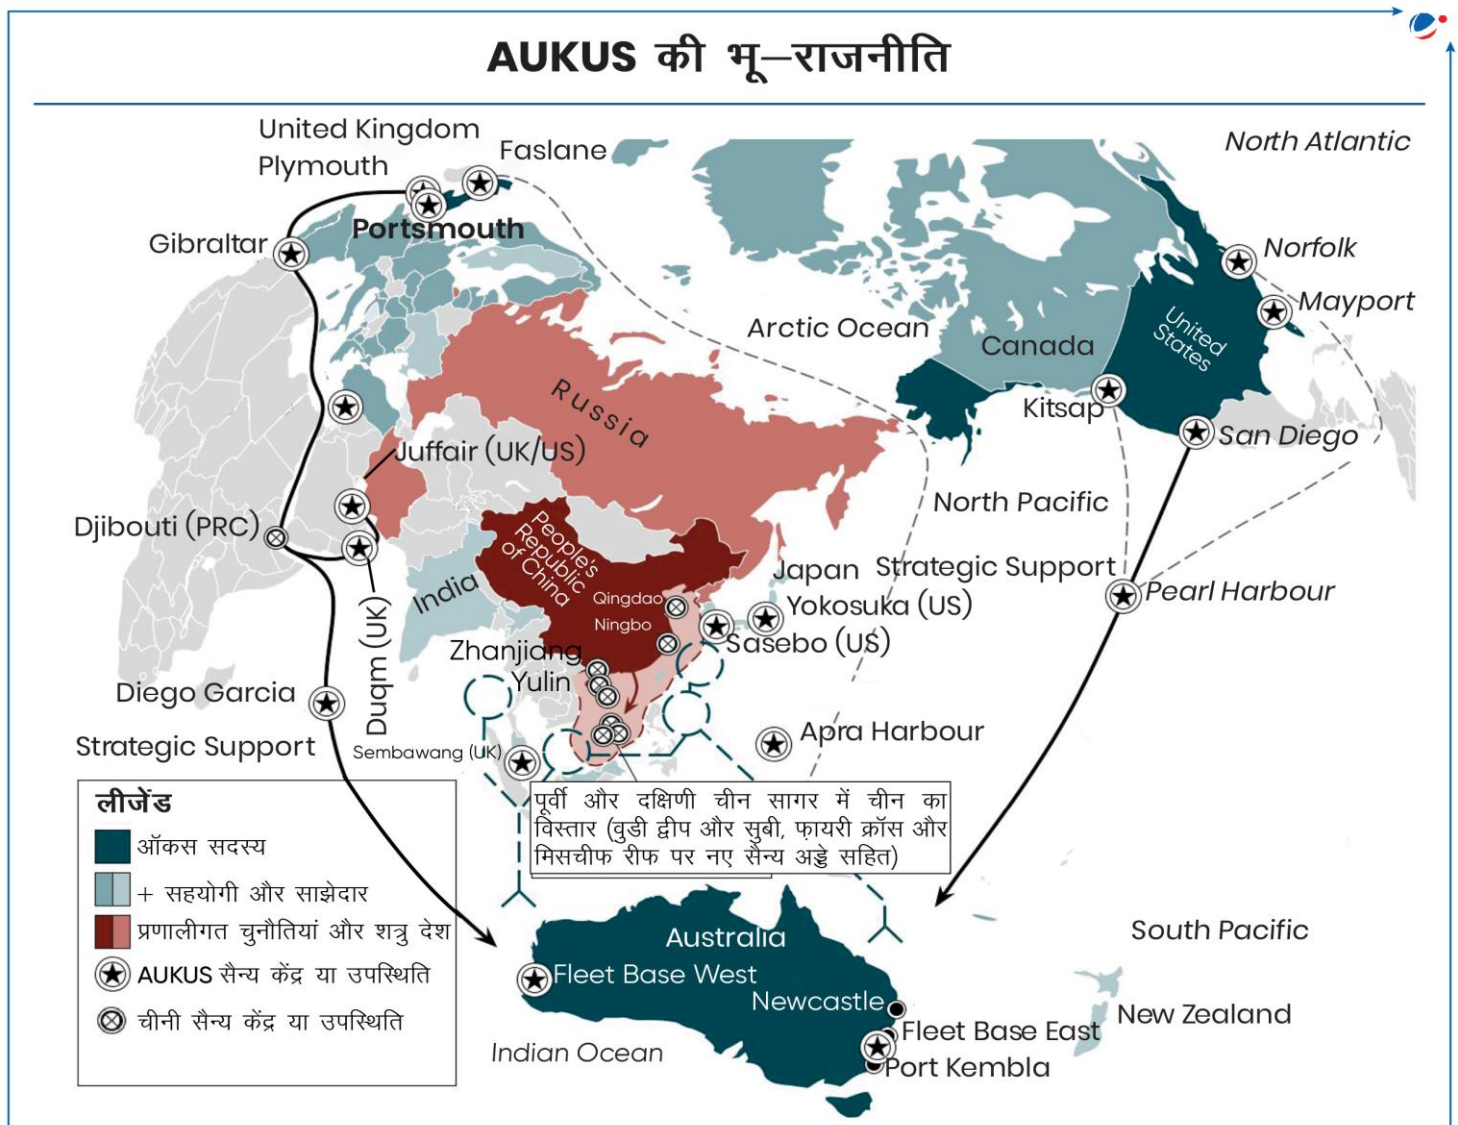 AUKUS की भू–राजनीति
United Kingdom
Plymouth
Faslane
North Atlantic
Portsmouth
Gibraltar
Norfolk
Mayport
Arctic Ocean
Canada
United
States
Russia
Kitsap
San Diego
Juffair (UK/US)
North Pacific
Djibouti (PRC)
People's
Republic
of China
India
Japan
Strategic Support
Qingdao
Yokosuka (US)
Pearl Harbour
Ningbo
Sasebo (US)
Zhanjiang
Yulin
Duqm (UK)
Diego Garcia
Strategic Support
Sembawang (UK)
Apra Harbour
पूर्वी और दक्षिणी चीन सागर में चीन का
विस्तार (वुडी द्वीप और सुबी, फ़ायरी क्रॉस और
मिसचीफ रीफ पर नए सैन्य अड्डे सहित)
लीजेंड
ऑकस सदस्य
+ सहयोगी और साझेदार
प्रणालीगत चुनौतियां और शत्रु देश
AUKUS सैन्य केंद्र या उपस्थिति
चीनी सैन्य केंद्र या उपस्थिति
Australia
South Pacific
Fleet Base West
Newcastle
New Zealand
Fleet Base East
Indian Ocean
Port Kembla